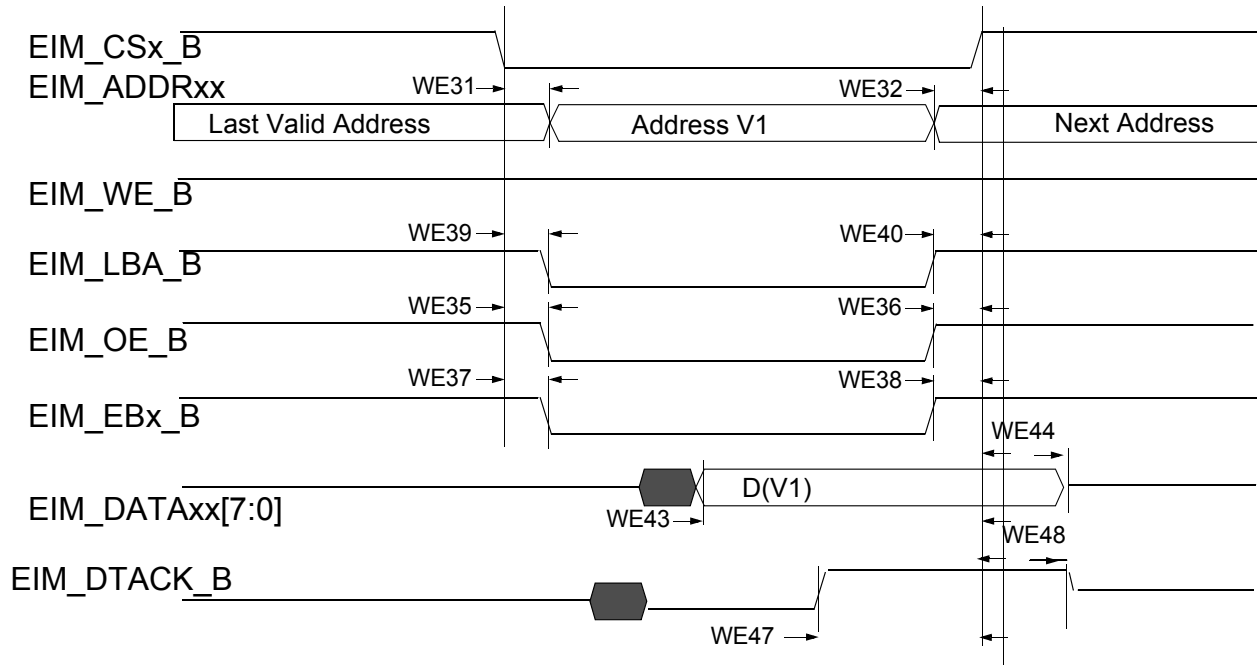 EIM_CSx_B
EIM_ADDRxx
WE31
WE32
Last Valid Address
Address V1
Next Address
EIM_WE_B
WE39
WE40
EIM_LBA_B
WE35
WE36
EIM_OE_B
WE37
WE38
EIM_EBx_B
WE44
D(V1)
EIM_DATAxx[7:0]
WE43
WE48
EIM_DTACK_B
WE47